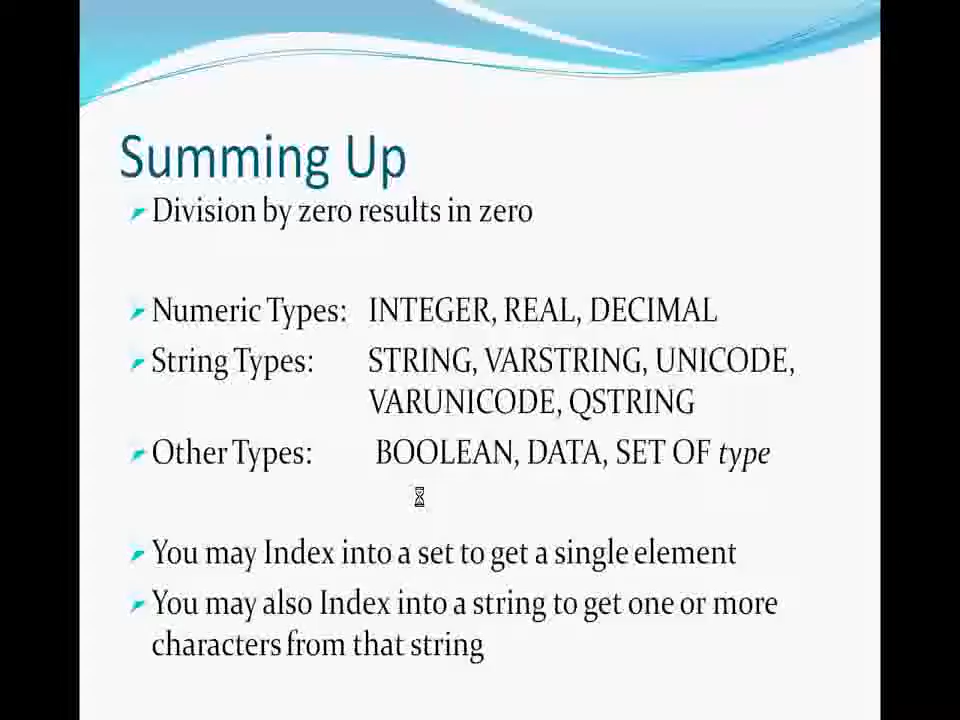 Summing Up
Division by zero results in zero
Numeric Types: INTEGER, REAL, DECIMAL
String Types: STRING, VARSTRING, UNICODE,
VARUNICODE, QSTRING
Other Types: BOOLEAN, DATA, SET OF type
You may Index into a set to get a single element
You may also Index into a string to get one or more
characters from that string